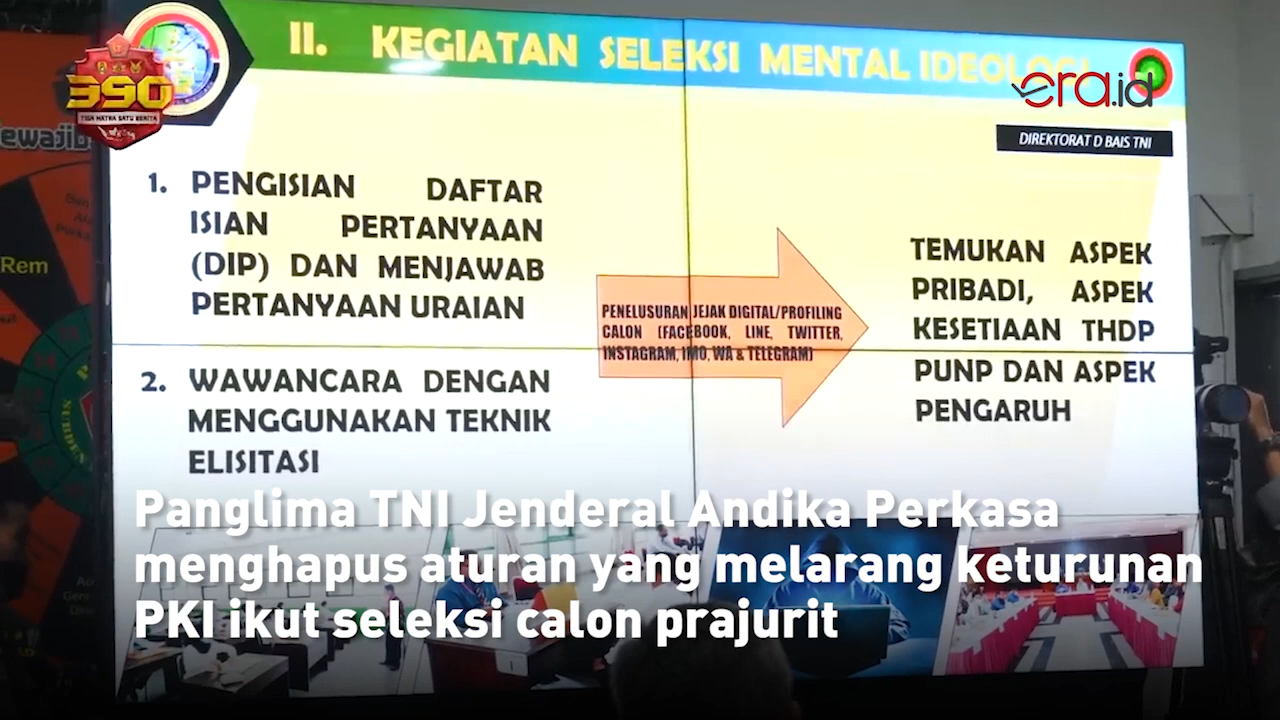 II. KEGIATAN SELEKSI MENTAL IDEOLOGI
390
TIGA MATRA SATU BERITA
era.id
DIREKTORAT D BAIS TNI
1. PENGISIAN DAFTAR
ISIAN PERTANYAAN
(DIP) DAN MENJAWAB
PERTANYAAN URAIAN
2. WAWANCARA DENGAN
MENGGUNAKAN TEKNIK
ELISITASI
PENELUSURAN JEJAK DIGITAL/PROFILING
CALON (FACEBOOK, LINE, TWITTER,
INSTAGRAM, IMO, WA & TELEGRAM)
TEMUKAN ASPEK
PRIBADI, ASPEK
KESETIAAN THDP
PUNP DAN ASPEK
PENGARUH
Rem
Panglima TNI Jenderal Andika Perkasa
menghapus aturan yang melarang keturunan
PKI ikut seleksi calon prajurit